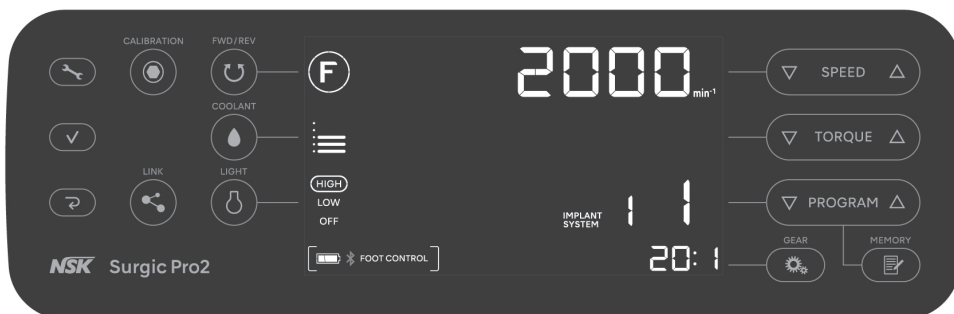 CALIBRATION
FWD/REV
F
2000 min⁻¹
SPEED
COOLANT
TORQUE
LINK
LIGHT
HIGH
LOW
OFF
IMPLANT
SYSTEM
1 1
PROGRAM
GEAR
MEMORY
NSK Surgic Pro2
FOOT CONTROL
20:1